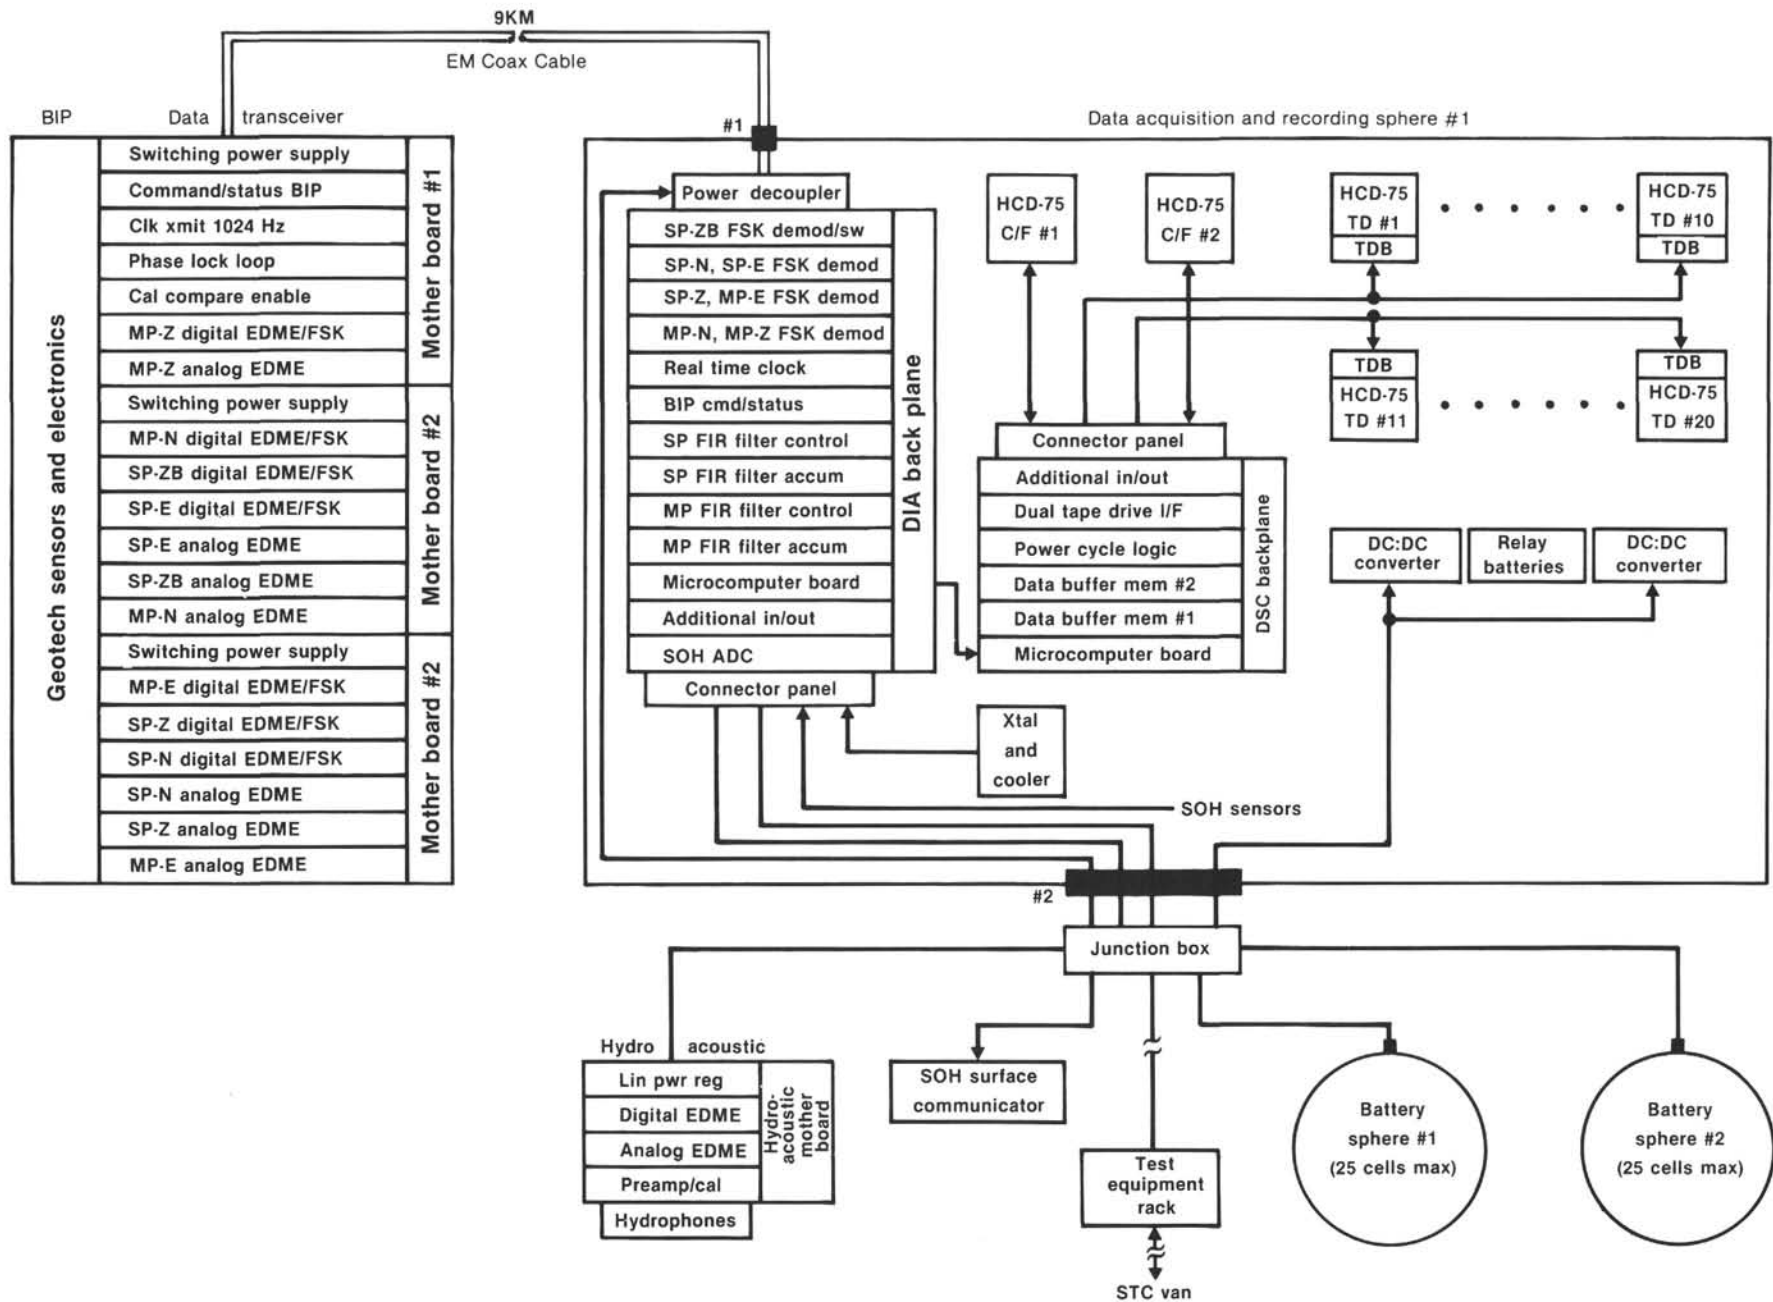 9KM
EM Coax Cable
BIP
Data transceiver
Geotech sensors and electronics
Switching power supply
Command/status BIP
Clk xmit 1024 Hz
Phase lock loop
Cal compare enable
MP-Z digital EDME/FSK
MP-Z analog EDME
Mother board #1
Switching power supply
MP-N digital EDME/FSK
SP-ZB digital EDME/FSK
SP-E digital EDME/FSK
SP-E analog EDME
SP-ZB analog EDME
MP-N analog EDME
Mother board #2
Switching power supply
MP-E digital EDME/FSK
SP-Z digital EDME/FSK
SP-N digital EDME/FSK
SP-N analog EDME
SP-Z analog EDME
MP-E analog EDME
Mother board #2
#1
Data acquisition and recording sphere #1
Power decoupler
SP-ZB FSK demod/sw
SP-N, SP-E FSK demod
SP-Z, MP-E FSK demod
MP-N, MP-Z FSK demod
Real time clock
BIP cmd/status
SP FIR filter control
SP FIR filter accum
MP FIR filter control
MP FIR filter accum
Microcomputer board
Additional in/out
SOH ADC
DIA back plane
Connector panel
HCD-75
C/F #1
HCD-75
C/F #2
HCD-75
TD #1
TDB
HCD-75
TD #10
TDB
TDB
HCD-75
TD #11
TDB
HCD-75
TD #20
Connector panel
Additional in/out
Dual tape drive I/F
Power cycle logic
Data buffer mem #2
Data buffer mem #1
Microcomputer board
DSC backplane
DC:DC
converter
Relay
batteries
DC:DC
converter
Xtal
and
cooler
SOH sensors
#2
Junction box
Hydro acoustic
Lin pwr reg
Digital EDME
Analog EDME
Preamp/cal
Hydrophones
Hydro-
acoustic
mother
board
SOH surface
communicator
Test
equipment
rack
STC van
Battery
sphere #1
(25 cells max)
Battery
sphere #2
(25 cells max)